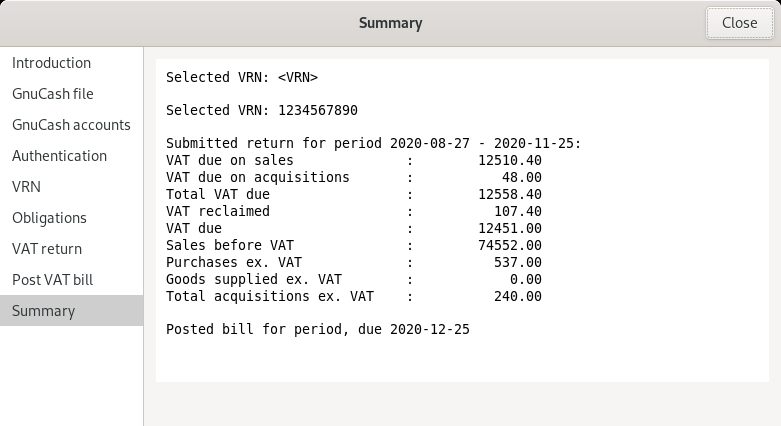 Summary
Close
Introduction
GnuCash file
GnuCash accounts
Authentication
VRN
Obligations
VAT return
Post VAT bill
Summary
Selected VRN: <VRN>
Selected VRN: 1234567890
Submitted return for period 2020-08-27 - 2020-11-25:
VAT due on sales : 12510.40
VAT due on acquisitions : 48.00
Total VAT due : 12558.40
VAT reclaimed : 107.40
VAT due : 12451.00
Sales before VAT : 74552.00
Purchases ex. VAT : 537.00
Goods supplied ex. VAT : 0.00
Total acquisitions ex. VAT : 240.00
Posted bill for period, due 2020-12-25